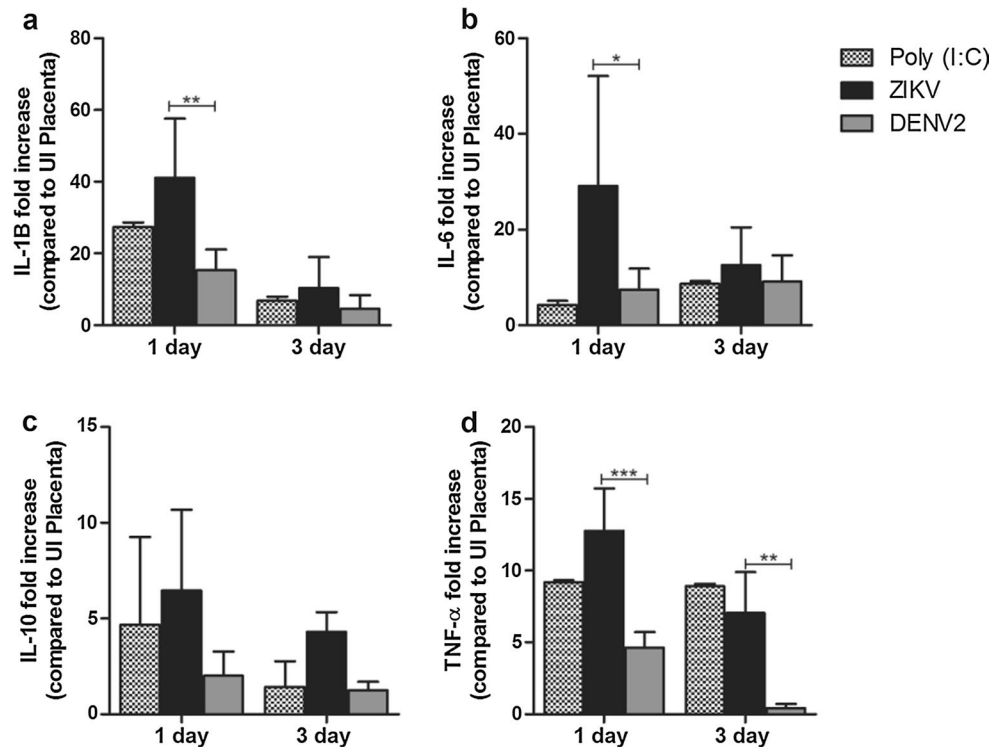 a
IL-1B fold increase
(compared to UI Placenta)
80
60
40
20
0
**
1 day
3 day
b
IL-6 fold increase
(compared to UI Placenta)
60
40
20
0
*
1 day
3 day
Poly (I:C)
ZIKV
DENV2
c
IL-10 fold increase
(compared to UI Placenta)
15
10
5
0
1 day
3 day
d
TNF-α fold increase
(compared to UI Placenta)
20
15
10
5
0
***
**
1 day
3 day